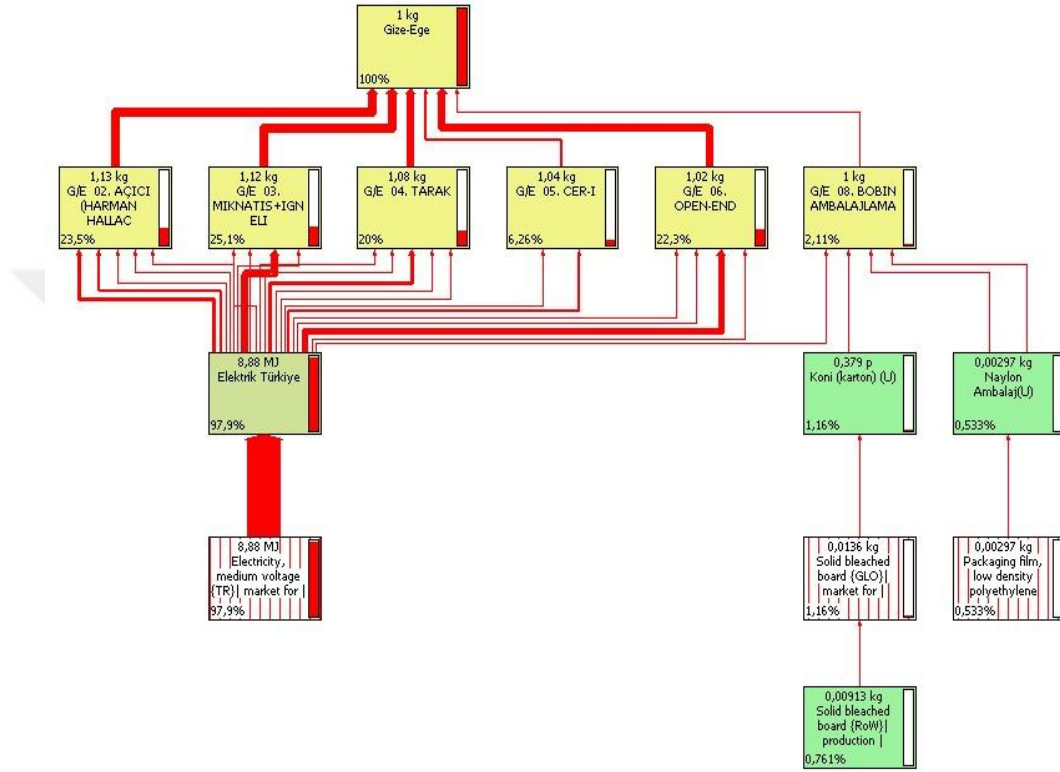 1 kg
Gize-Ege
100%
1,13 kg
G/E 02. AÇICI
(HARMAN
HALLAC
23,5%
1,12 kg
G/E 03.
MIKNATIS+IGN
ELI
25,1%
1,08 kg
G/E 04. TARAK
20%
1,04 kg
G/E 05. CER-I
6,26%
1,02 kg
G/E 06.
OPEN-END
22,3%
1 kg
G/E 08. BOBIN
AMBALAJLAMA
2,11%
8,88 MJ
Elektrik Türkiye
97,9%
0,379 p
Koni (karton) (U)
1,16%
0,00297 kg
Naylon
Ambalaj(U)
0,533%
8,88 MJ
Electricity,
medium voltage
{TR}| market for |
97,9%
0,0136 kg
Solid bleached
board {GLO}|
market for |
1,16%
0,00297 kg
Packaging film,
low density
polyethylene
0,533%
0,00913 kg
Solid bleached
board {RoW}|
production |
0,761%